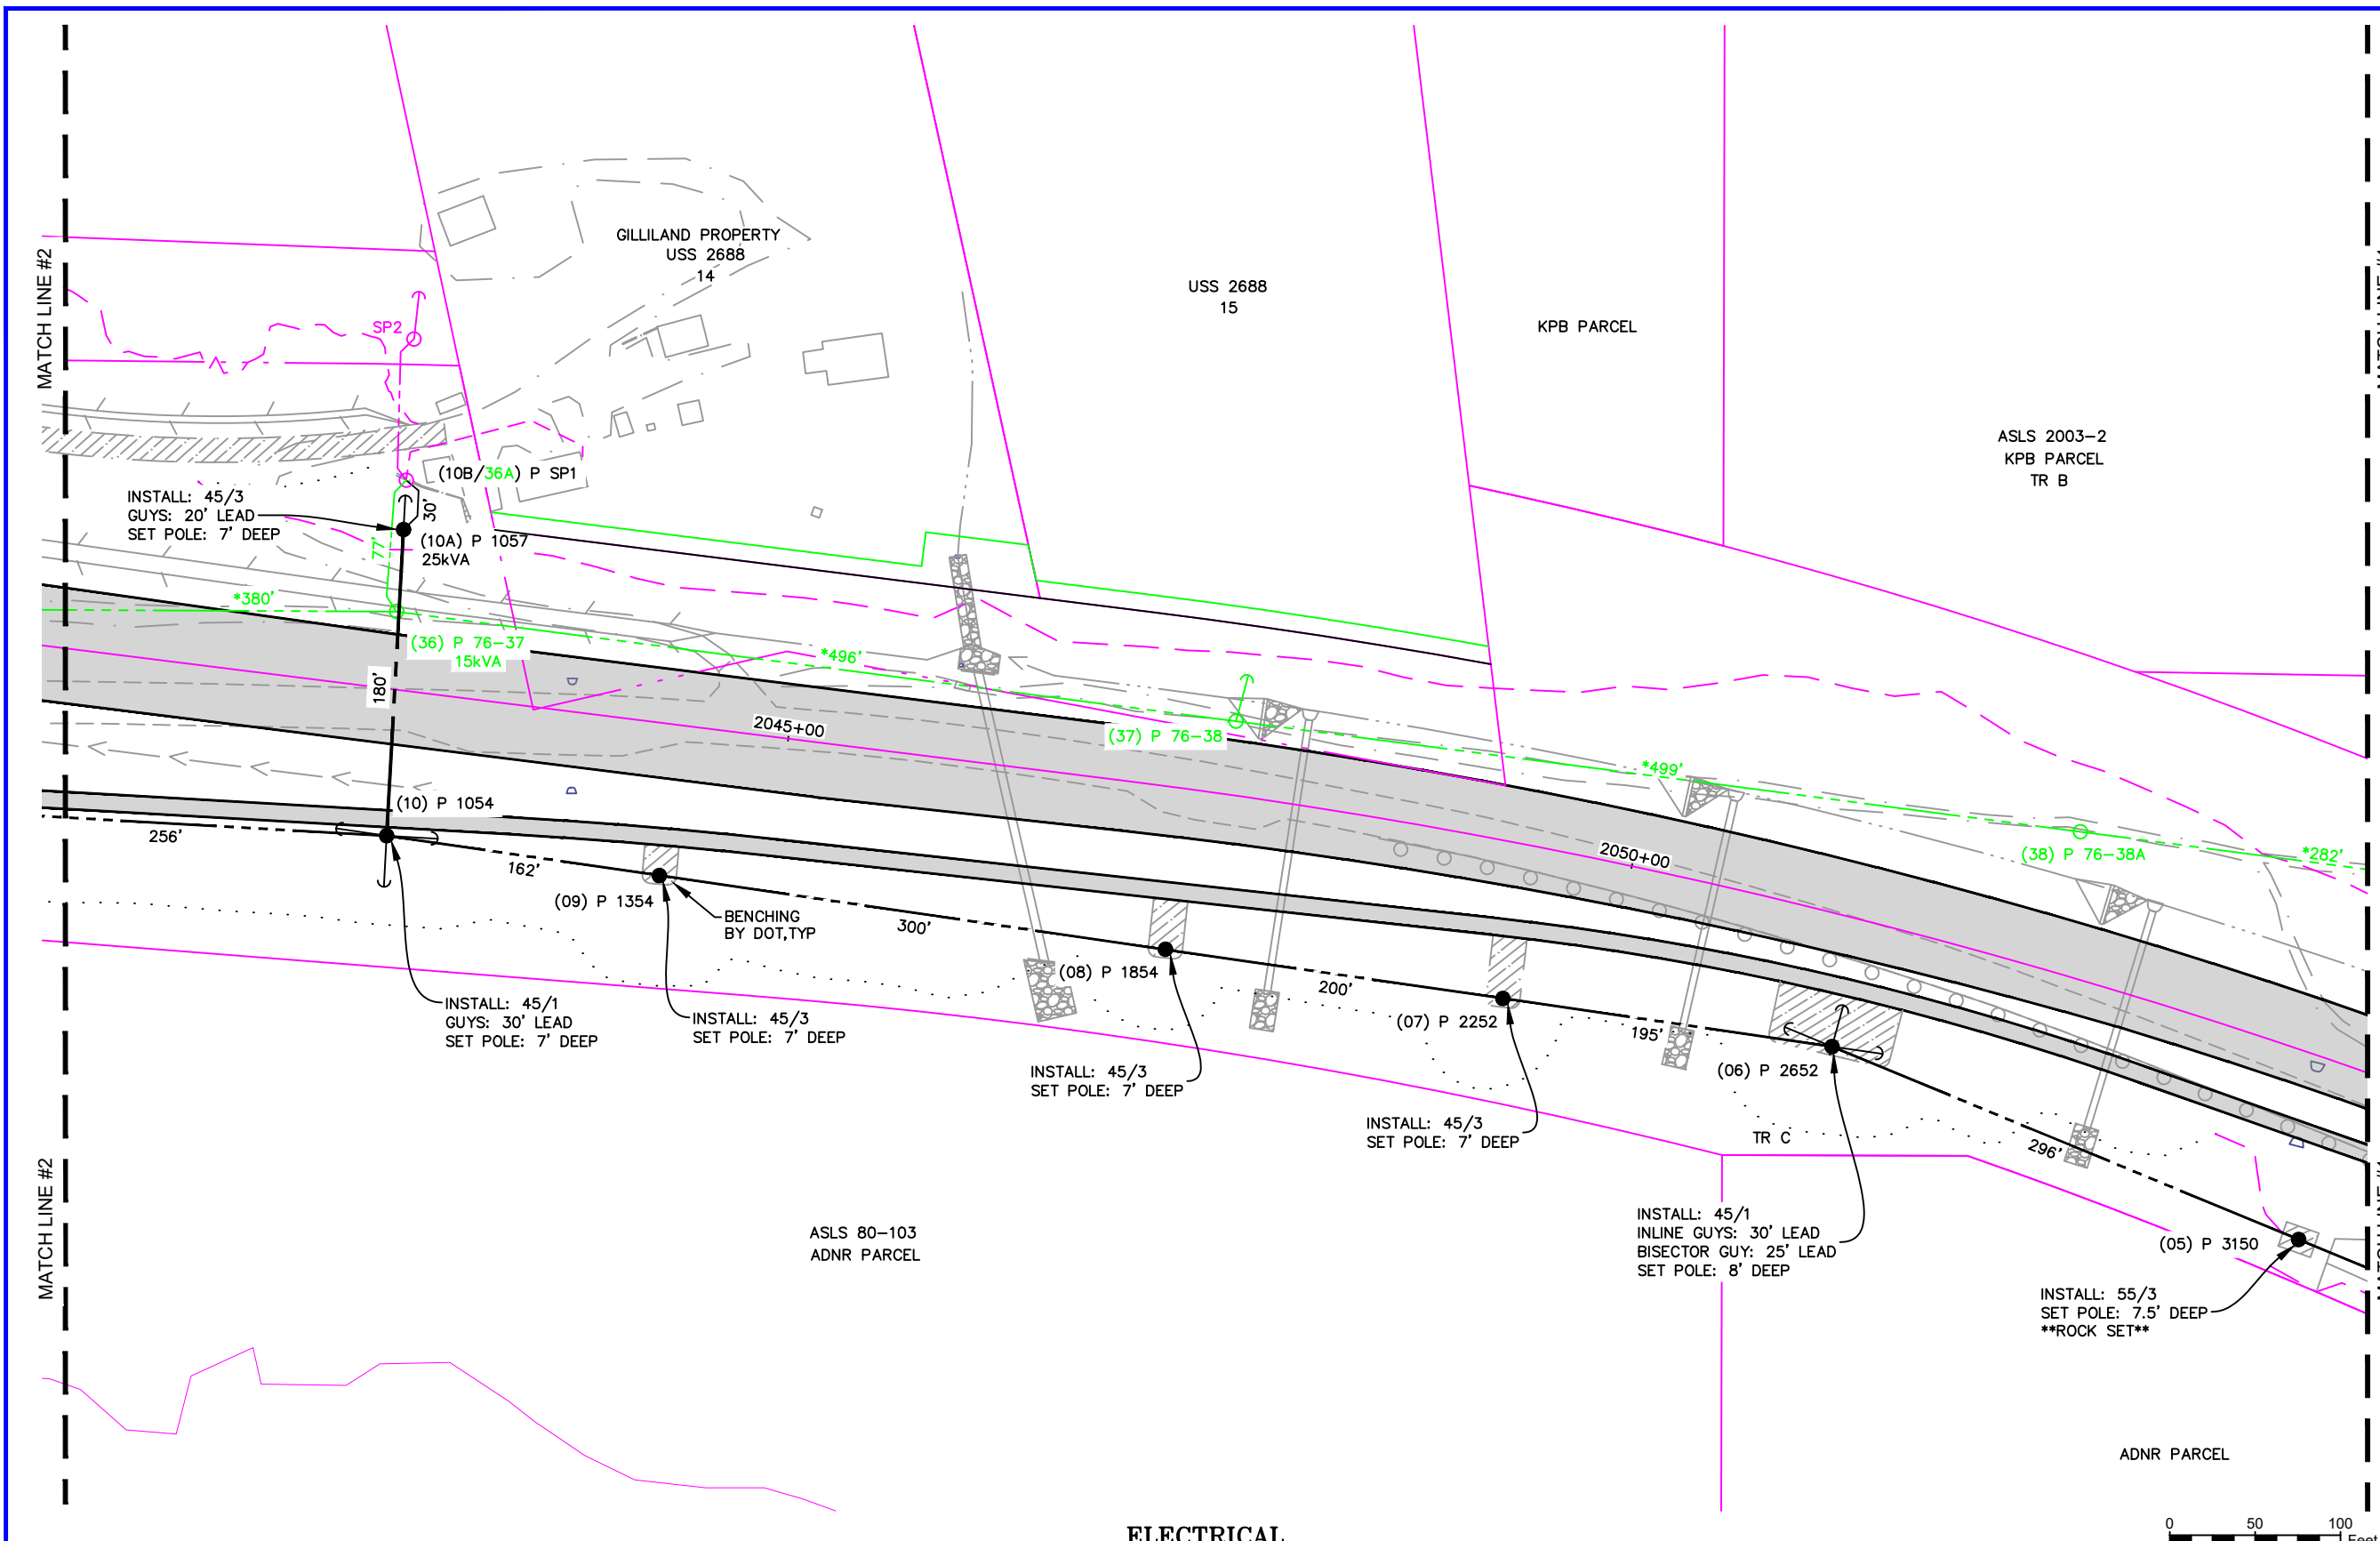 MATCH LINE #2
GILLILAND PROPERTY
USS 2688
14
USS 2688
15
KPB PARCEL
ASLS 2003-2
KPB PARCEL
TR B
SP2
(10B/36A) P SP1
INSTALL: 45/3
GUYS: 20' LEAD
SET POLE: 7' DEEP
30'
77'
(10A) P 1057
25kVA
*380'
(36) P 76-37
15kVA
*496'
180'
2045+00
(37) P 76-38
*499'
(10) P 1054
256'
162'
(09) P 1354
BENCHING
BY DOT,TYP
300'
2050+00
(38) P 76-38A
*282'
(08) P 1854
200'
(07) P 2252
195'
(06) P 2652
INSTALL: 45/1
GUYS: 30' LEAD
SET POLE: 7' DEEP
INSTALL: 45/3
SET POLE: 7' DEEP
INSTALL: 45/3
SET POLE: 7' DEEP
INSTALL: 45/3
SET POLE: 7' DEEP
TR C
296'
MATCH LINE #2
ASLS 80-103
ADNR PARCEL
INSTALL: 45/1
INLINE GUYS: 30' LEAD
BISECTOR GUY: 25' LEAD
SET POLE: 8' DEEP
(05) P 3150
INSTALL: 55/3
SET POLE: 7.5' DEEP
**ROCK SET**
ADNR PARCEL
ELECTRICAL
0 50 100
Feet